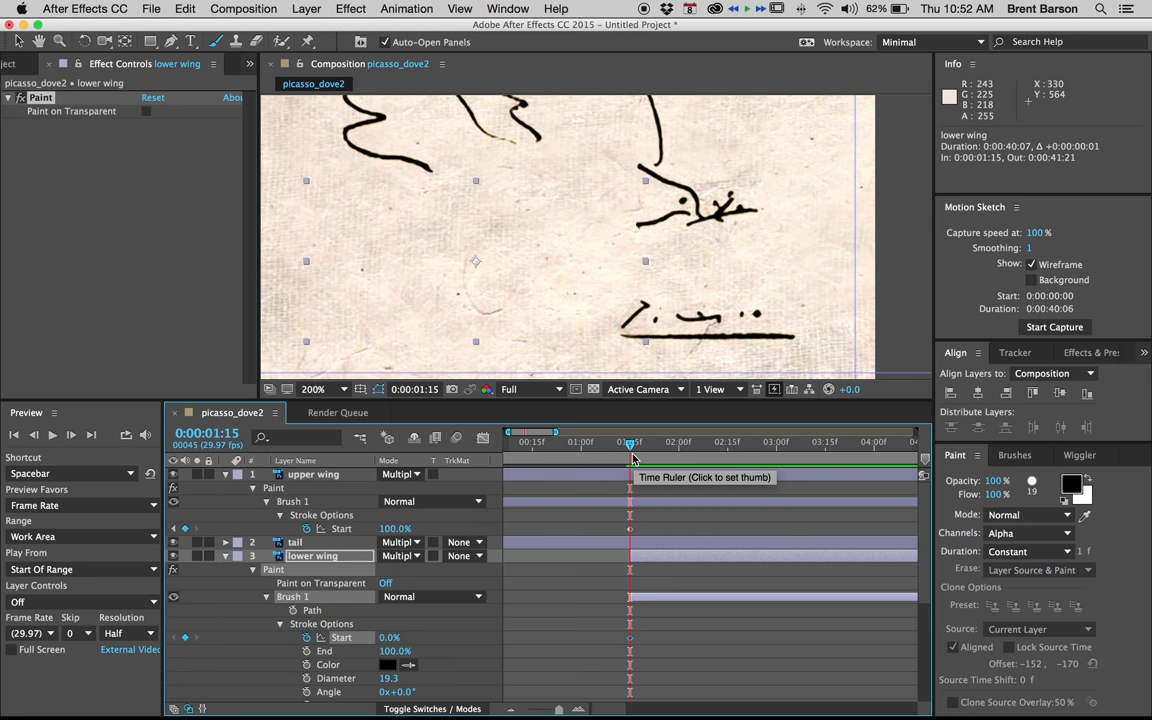 After Effects CC File Edit Composition Layer Effect Animation View Window Help 62% Thu 10:52 AM Brent Barson
Adobe After Effects CC 2015 - Untitled Project *
Auto-Open Panels Workspace: Minimal Search Help
ject Effect Controls lower wing
picasso_dove2 • lower wing
fx Paint Reset Abou
Paint on Transparent
Composition picasso_dove2
picasso_dove2
200% 0:00:01:15 Full Active Camera 1 View +0.0
Info
R : 243 X : 330
G : 225 Y : 564
B : 218
A : 255
lower wing
Duration: 0:00:40:07, Δ +0:00:00:01
In: 0:00:01:15, Out: 0:00:41:21
Motion Sketch
Capture speed at: 100 %
Smoothing: 1
Show: Wireframe
Background
Start: 0:00:00:00
Duration: 0:00:40:06
Start Capture
Align Tracker Effects & Pre:
Align Layers to: Composition
Distribute Layers:
Paint Brushes Wiggler
Opacity: 100 %
Flow: 100 % 19
Mode: Normal
Channels: Alpha
Duration: Constant 1 f
Erase: Layer Source & Paint
Clone Options
Preset:
Source: Current Layer
Aligned Lock Source Time
Offset: -152 , -170
Source Time Shift: 0 f
Clone Source Overlay: 50 %
Preview
Shortcut
Spacebar
Preview Favors
Frame Rate
Range
Work Area
Play From
Start Of Range
Layer Controls
Off
Frame Rate Skip Resolution
(29.97) 0 Half
Full Screen External Video
picasso_dove2 Render Queue
0:00:01:15
00045 (29.97 fps)
00:15f 01:00f 01:15f 02:00f 02:15f 03:00f 03:15f 04:00f 04
# Layer Name Mode T TrkMat
Time Ruler (Click to set thumb)
1 upper wing Multipl
fx Paint
Brush 1 Normal
Stroke Options
Start 100.0%
2 tail Multipl None
3 lower wing Multipl None
fx Paint
Paint on Transparent Off
Brush 1 Normal
Path
Stroke Options
Start 0.0%
End 100.0%
Color
Diameter 19.3
Angle 0x+0.0°
Toggle Switches / Modes